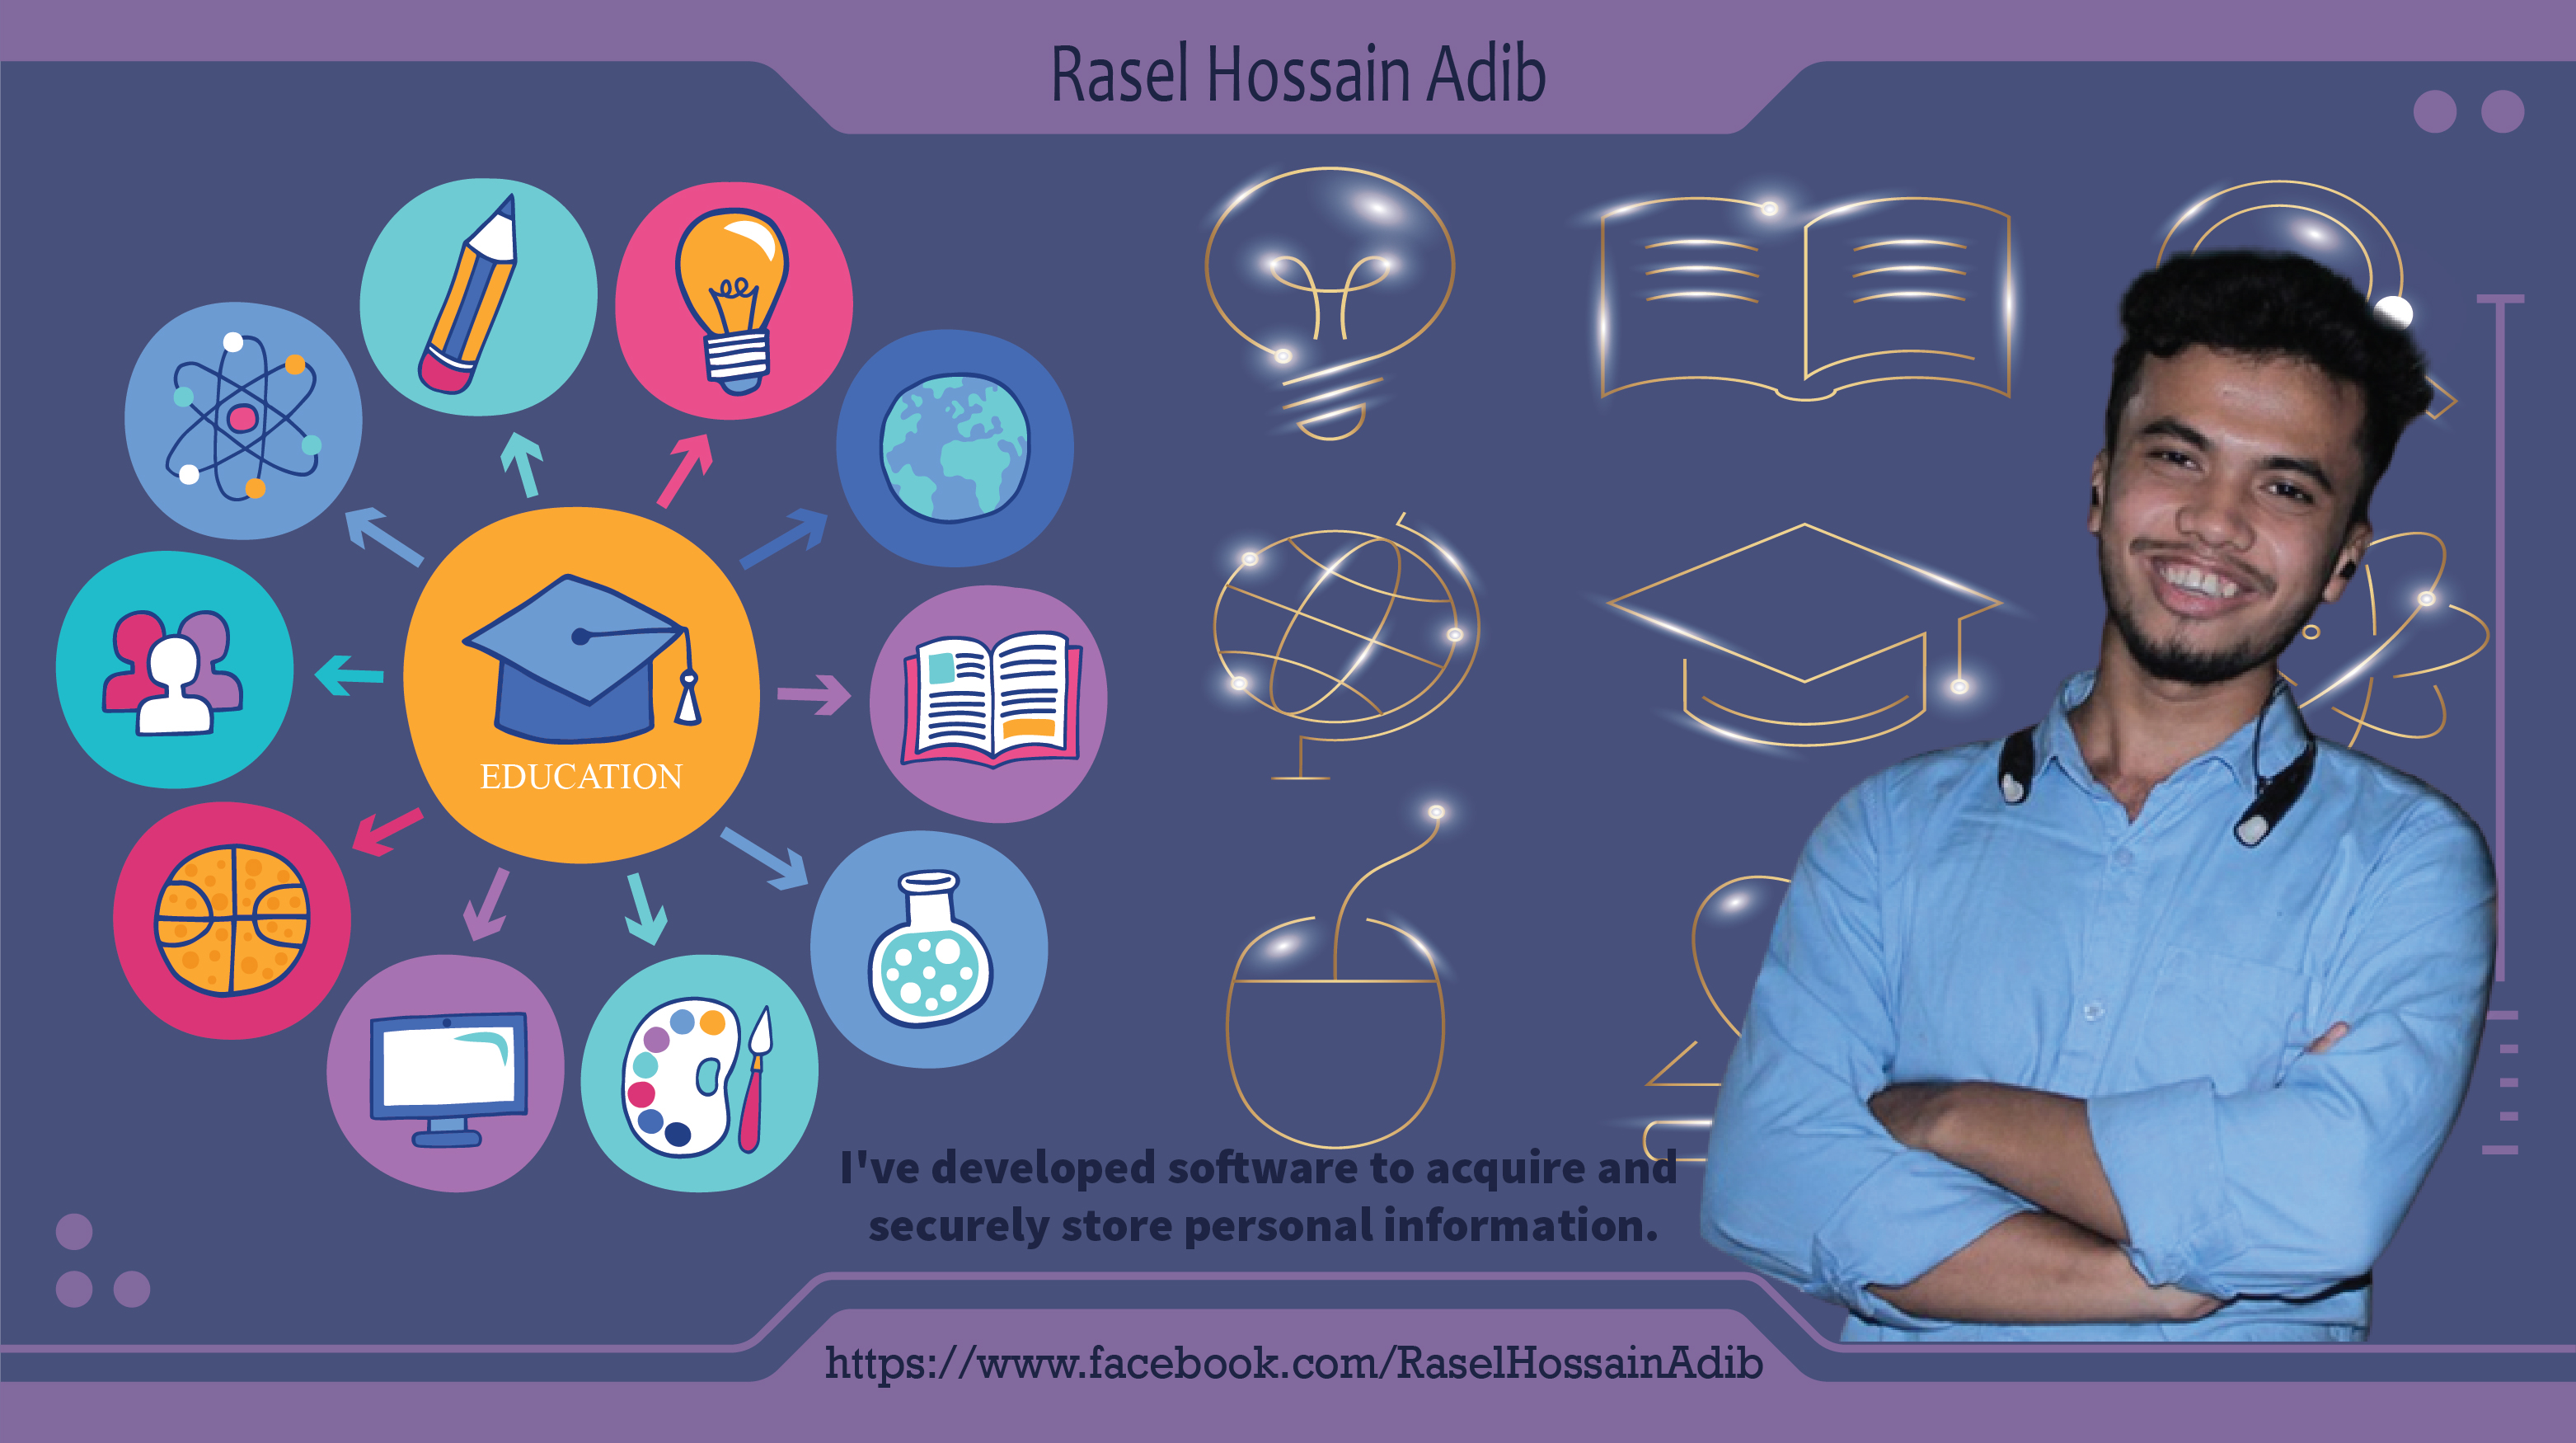 Rasel Hossain Adib
EDUCATION
I've developed software to acquire and
securely store personal information.
https://www.facebook.com/RaselHossainAdib